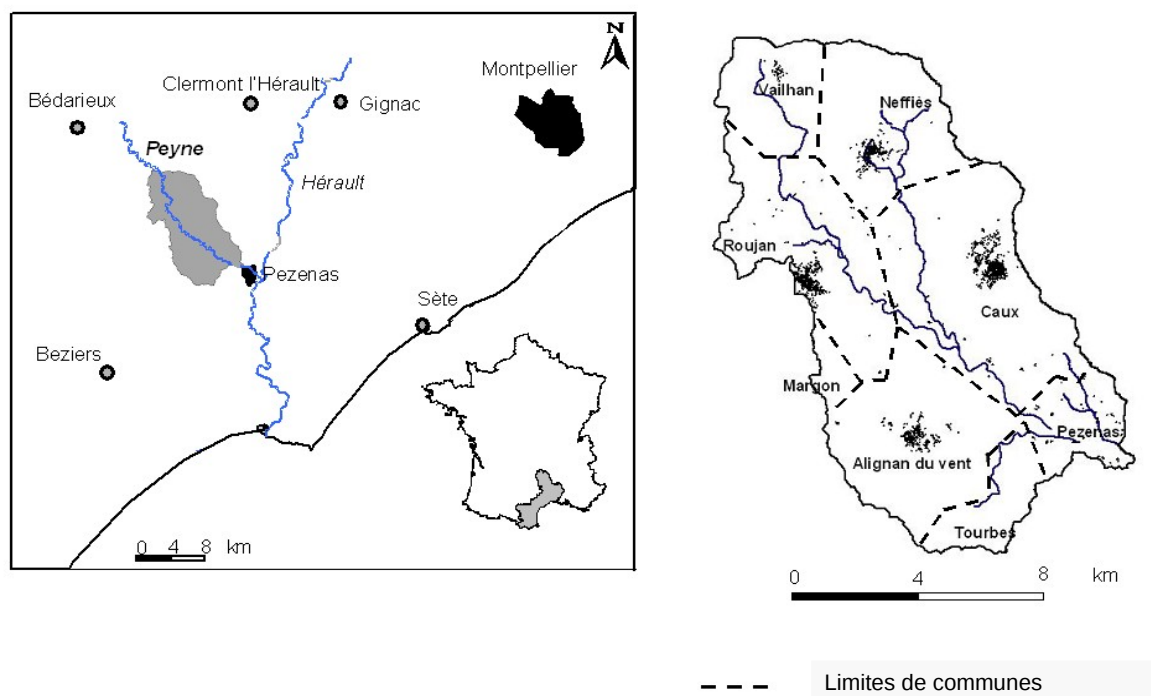 N
Montpellier
Clermont l'Hérault
Gignac
Bédarieux
Peyne
Hérault
Pezenas
Sète
Beziers
0 4 8 km
Vailhan
Neffiès
Roujan
Caux
Margon
Pezenas
Alignan du vent
Tourbes
0 4 8 km
Limites de communes